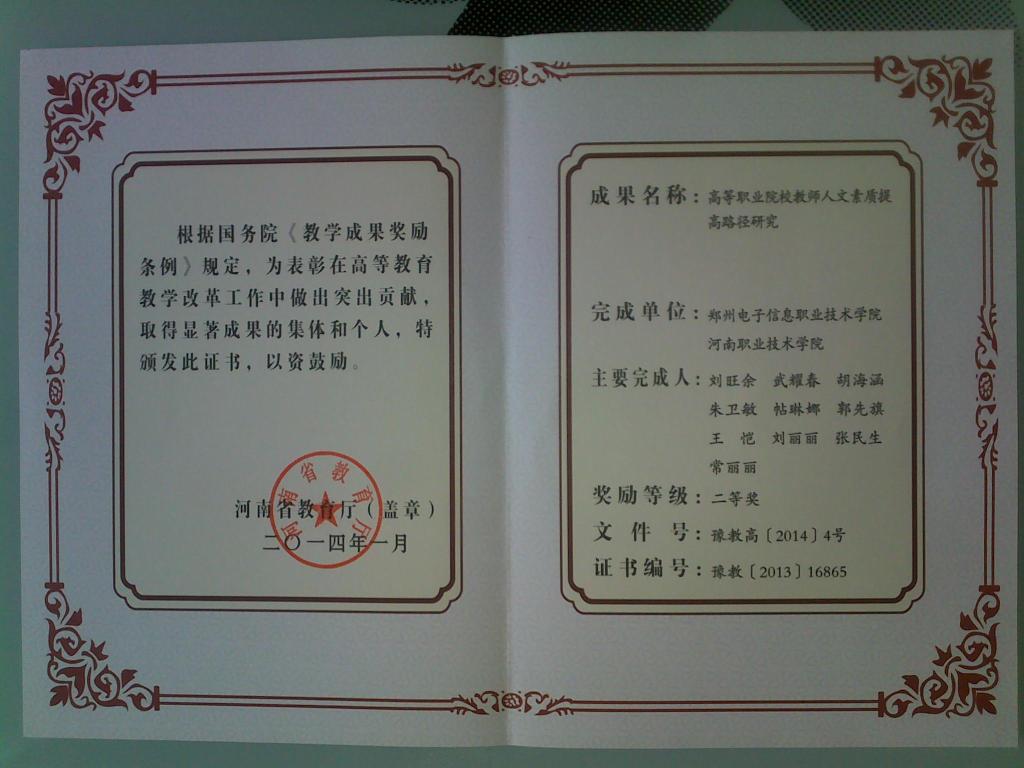 根据国务院《教学成果奖励
条例》规定，为表彰在高等教育
教学改革工作中做出突出贡献，
取得显著成果的集体和个人，特
颁发此证书，以资鼓励。
河南省教育厅
河南省教育厅（盖章）
二〇一四年一月
成果名称：高等职业院校教师人文素质提
高路径研究
完成单位：郑州电子信息职业技术学院
河南职业技术学院
主要完成人：刘旺余 武耀春 胡海涵
朱卫敏 帖琳娜 郭先旗
王 恺 刘丽丽 张民生
常丽丽
奖励等级：二等奖
文 件 号：豫教高〔2014〕4号
证书编号：豫教〔2013〕16865